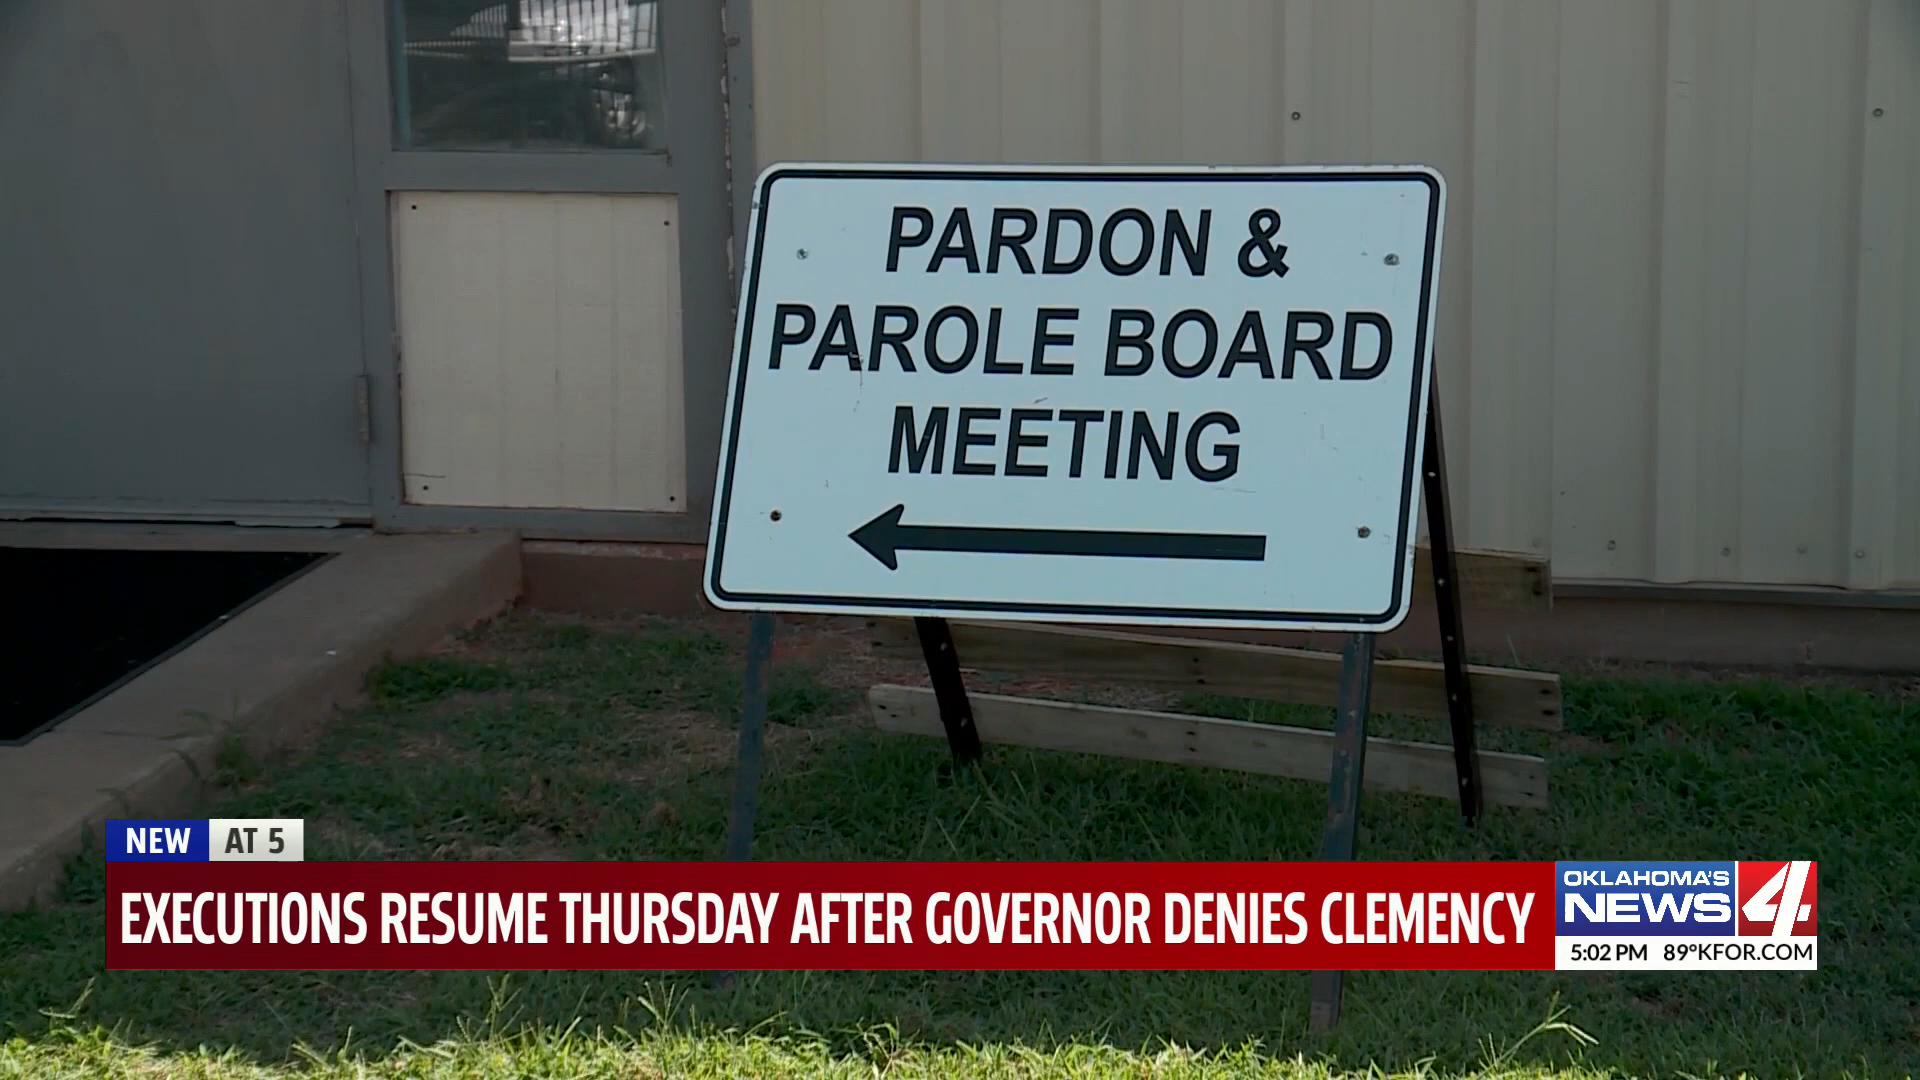 PARDON &
PAROLE BOARD
MEETING
NEW AT 5
EXECUTIONS RESUME THURSDAY AFTER GOVERNOR DENIES CLEMENCY
OKLAHOMA'S
NEWS 4
5:02 PM 89° KFOR.COM